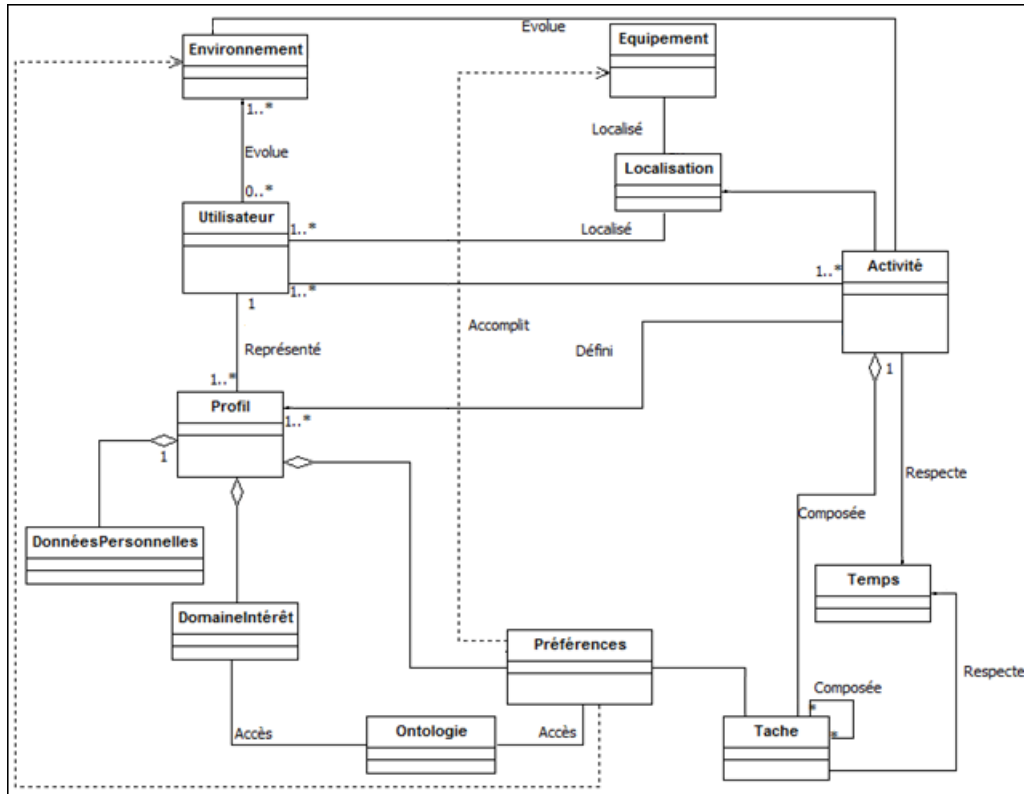 Evolue
Environnement
Equipement
1..*
Localisé
Evolue
Localisation
0..*
Utilisateur
1..*
Localisé
Activité
1..*
1..*
1
Accomplit
Représenté
Défini
1
1..*
Profil
1..*
1
Respecte
Composée
DonnéesPersonnelles
Temps
DomaineIntérêt
Préférences
Respecte
Composée
*
Accès
Ontologie
Accès
Tache
*